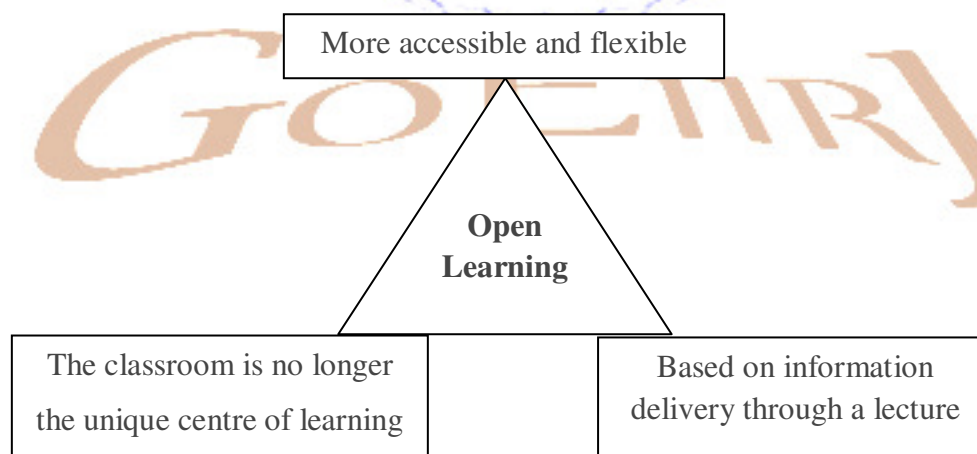 More accessible and flexible
Open
Learning
The classroom is no longer
the unique centre of learning
Based on information
delivery through a lecture